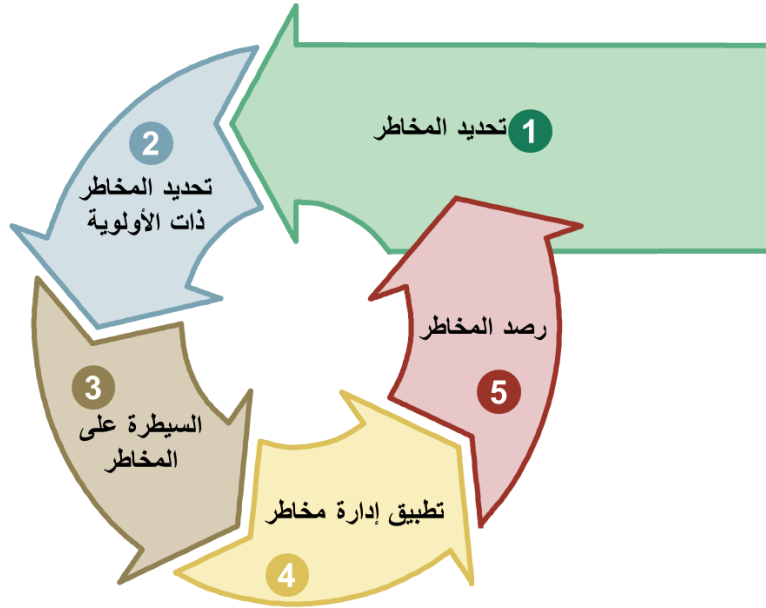 1 تحديد المخاطر
2
تحديد المخاطر
ذات الأولوية
3
السيطرة على
المخاطر
تطبيق إدارة مخاطر
4
رصد المخاطر
5